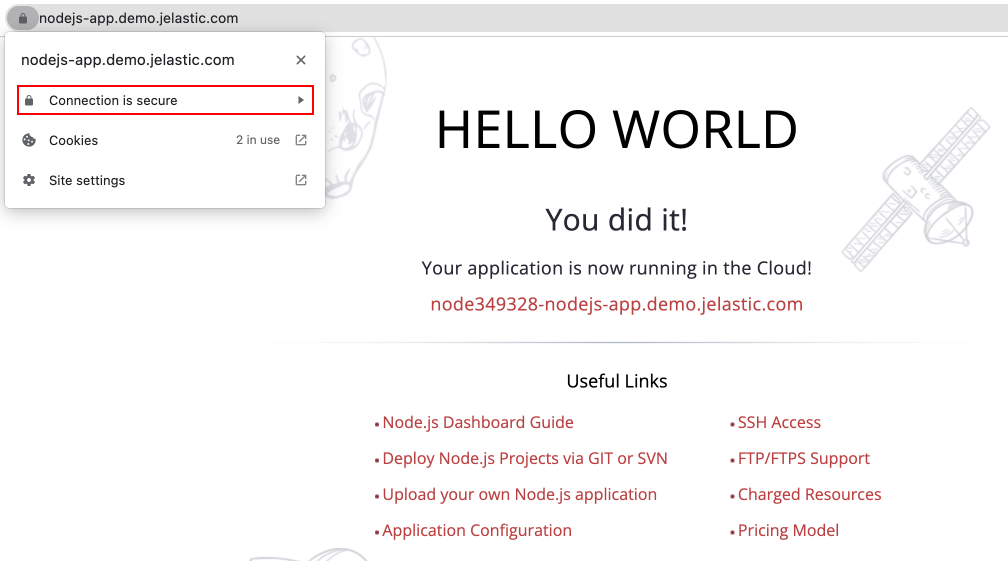 nodejs-app.demo.jelastic.com
nodejs-app.demo.jelastic.com
Connection is secure
Cookies 2 in use
Site settings
HELLO WORLD
You did it!
Your application is now running in the Cloud!
node349328-nodejs-app.demo.jelastic.com
Useful Links
Node.js Dashboard Guide
Deploy Node.js Projects via GIT or SVN
Upload your own Node.js application
Application Configuration
SSH Access
FTP/FTPS Support
Charged Resources
Pricing Model